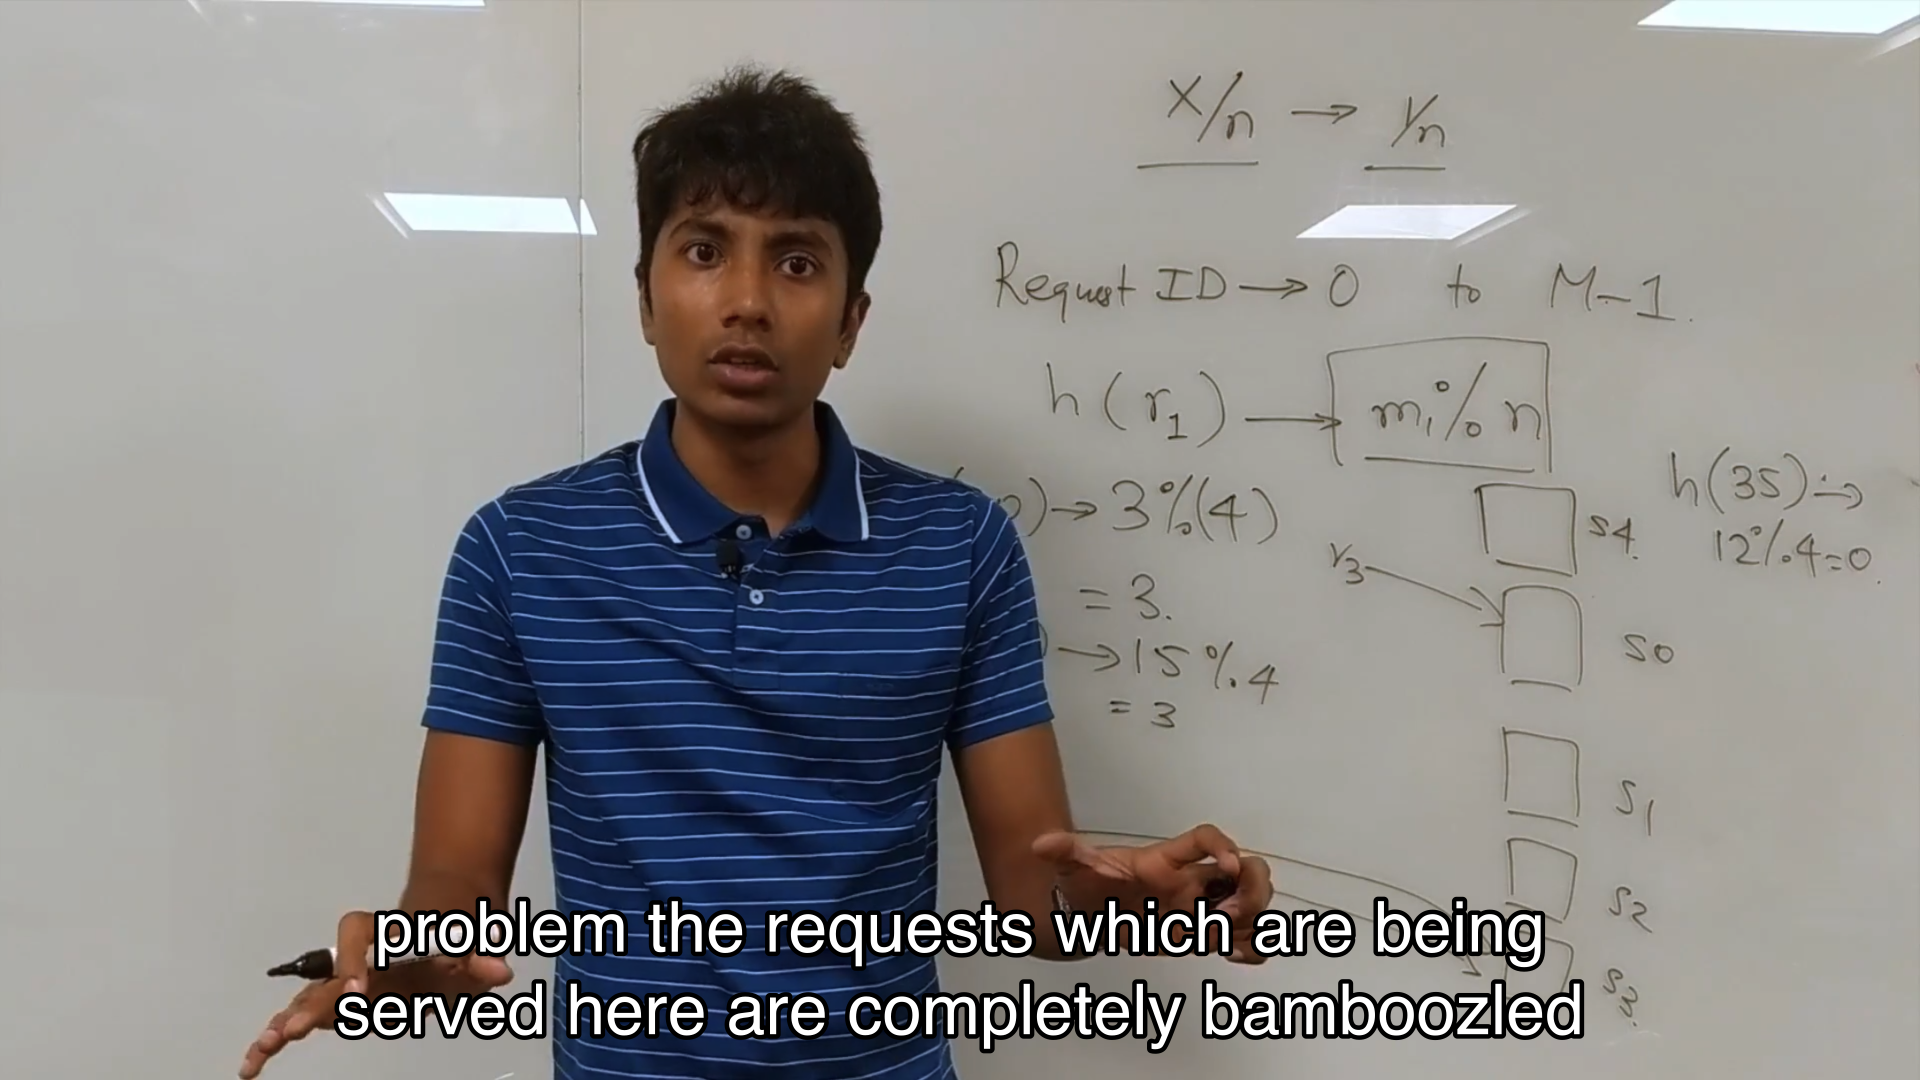 X/n → Y/n
Request ID → 0 to M-1.
h(r₁) → m₁ % n
h(35) →
12%4=0.
) → 3%(4)
= 3.
→ 15%4
= 3
r3
S4.
S0
S1
S2
S3.
problem the requests which are being
served here are completely bamboozled